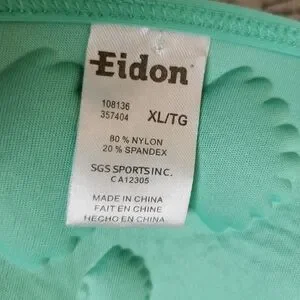 Eidon
108136
357404 XL/TG
80% NYLON
20% SPANDEX
SGS SPORTS INC.
CA12305
MADE IN CHINA
FAIT EN CHINE
HECHO EN CHINA